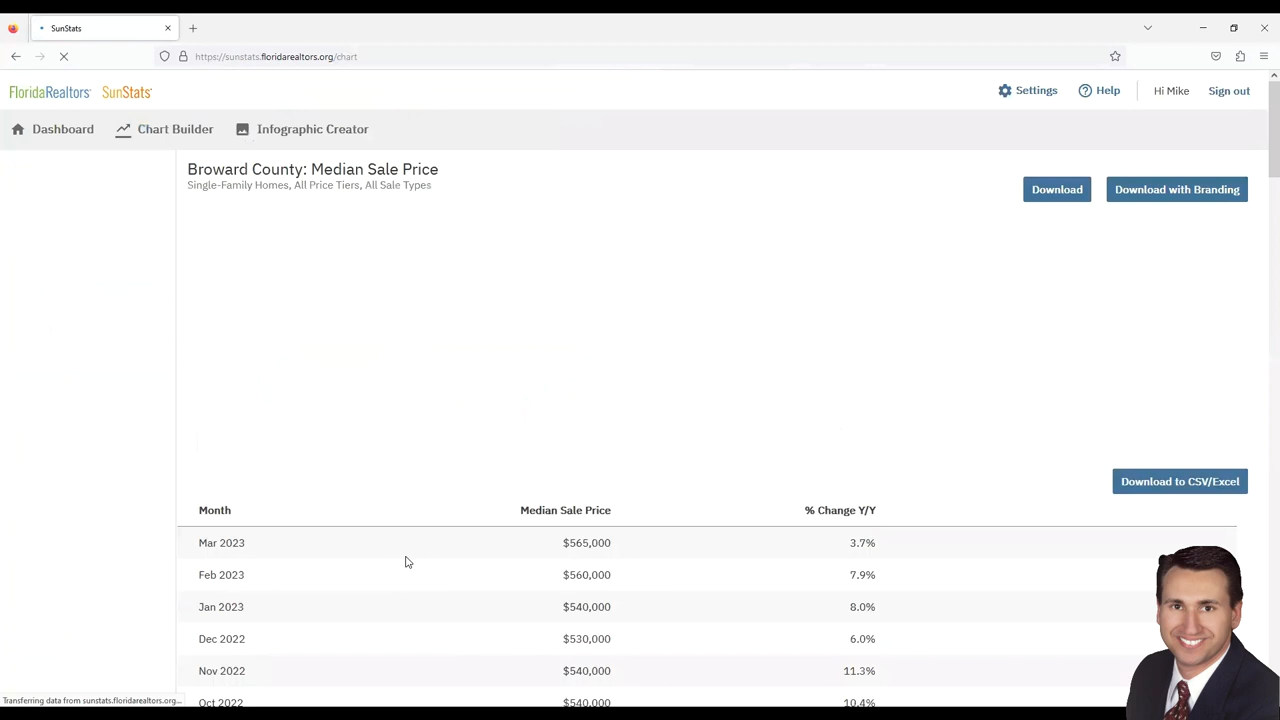 SunStats
https://sunstats.floridarealtors.org/chart
FloridaRealtors SunStats
Settings Help Hi Mike Sign out
Dashboard Chart Builder Infographic Creator
Broward County: Median Sale Price
Single-Family Homes, All Price Tiers, All Sale Types
Download Download with Branding
Download to CSV/Excel
Month Median Sale Price % Change Y/Y
Mar 2023 $565,000 3.7%
Feb 2023 $560,000 7.9%
Jan 2023 $540,000 8.0%
Dec 2022 $530,000 6.0%
Nov 2022 $540,000 11.3%
Oct 2022 $540,000 10.4%
Transferring data from sunstats.floridarealtors.org...